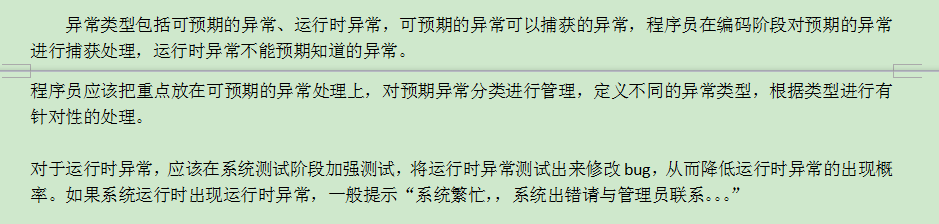 异常类型包括可预期的异常、运行时异常，可预期的异常可以捕获的异常，程序员在编码阶段对预期的异常
进行捕获处理，运行时异常不能预期知道的异常。
程序员应该把重点放在可预期的异常处理上，对预期异常分类进行管理，定义不同的异常类型，根据类型进行有
针对性的处理。
对于运行时异常，应该在系统测试阶段加强测试，将运行时异常测试出来修改 bug，从而降低运行时异常的出现概
率。如果系统运行时出现运行时异常，一般提示“系统繁忙，，系统出错请与管理员联系。。。”